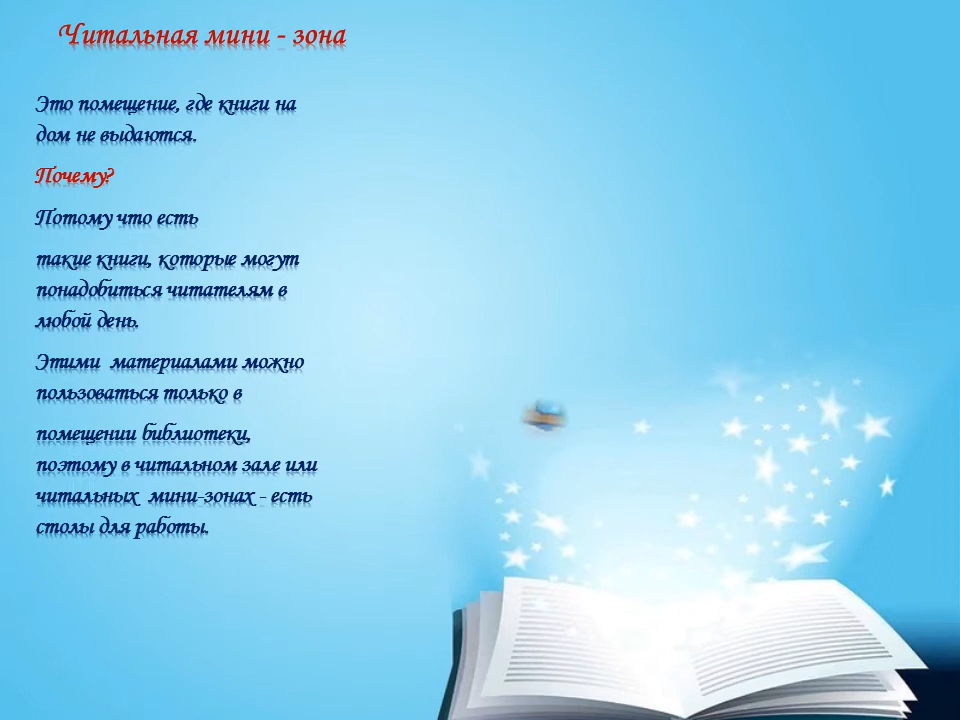 Читальная мини - зона
Это помещение, где книги на
дом не выдаются.
Почему?
Потому что есть
такие книги, которые могут
понадобиться читателям в
любой день.
Этими  материалами можно
пользоваться только в
помещении библиотеки,
поэтому в читальном зале или
читальных  мини-зонах - есть
столы для работы.